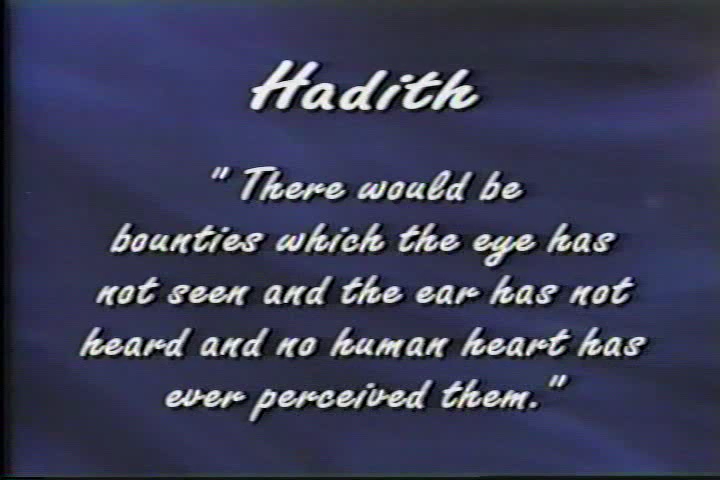 Hadith
" There would be
bounties which the eye has
not seen and the ear has not
heard and no human heart has
ever perceived them."